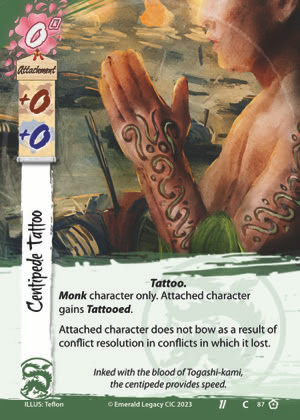 0
Attachment
+0
+0
Centipede Tattoo
Tattoo.
Monk character only. Attached character
gains Tattooed.
Attached character does not bow as a result of
conflict resolution in conflicts in which it lost.
Inked with the blood of Togashi-kami,
the centipede provides speed.
ILLUS: Teflon
© Emerald Legacy CIC 2023
C
87